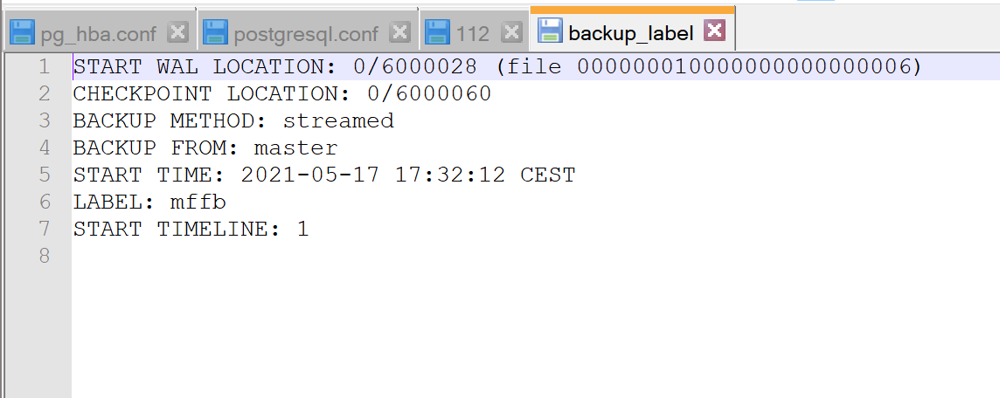 pg_hba.conf postgresql.conf 112 backup_label
1 START WAL LOCATION: 0/6000028 (file 000000010000000000000006)
2 CHECKPOINT LOCATION: 0/6000060
3 BACKUP METHOD: streamed
4 BACKUP FROM: master
5 START TIME: 2021-05-17 17:32:12 CEST
6 LABEL: mffb
7 START TIMELINE: 1
8